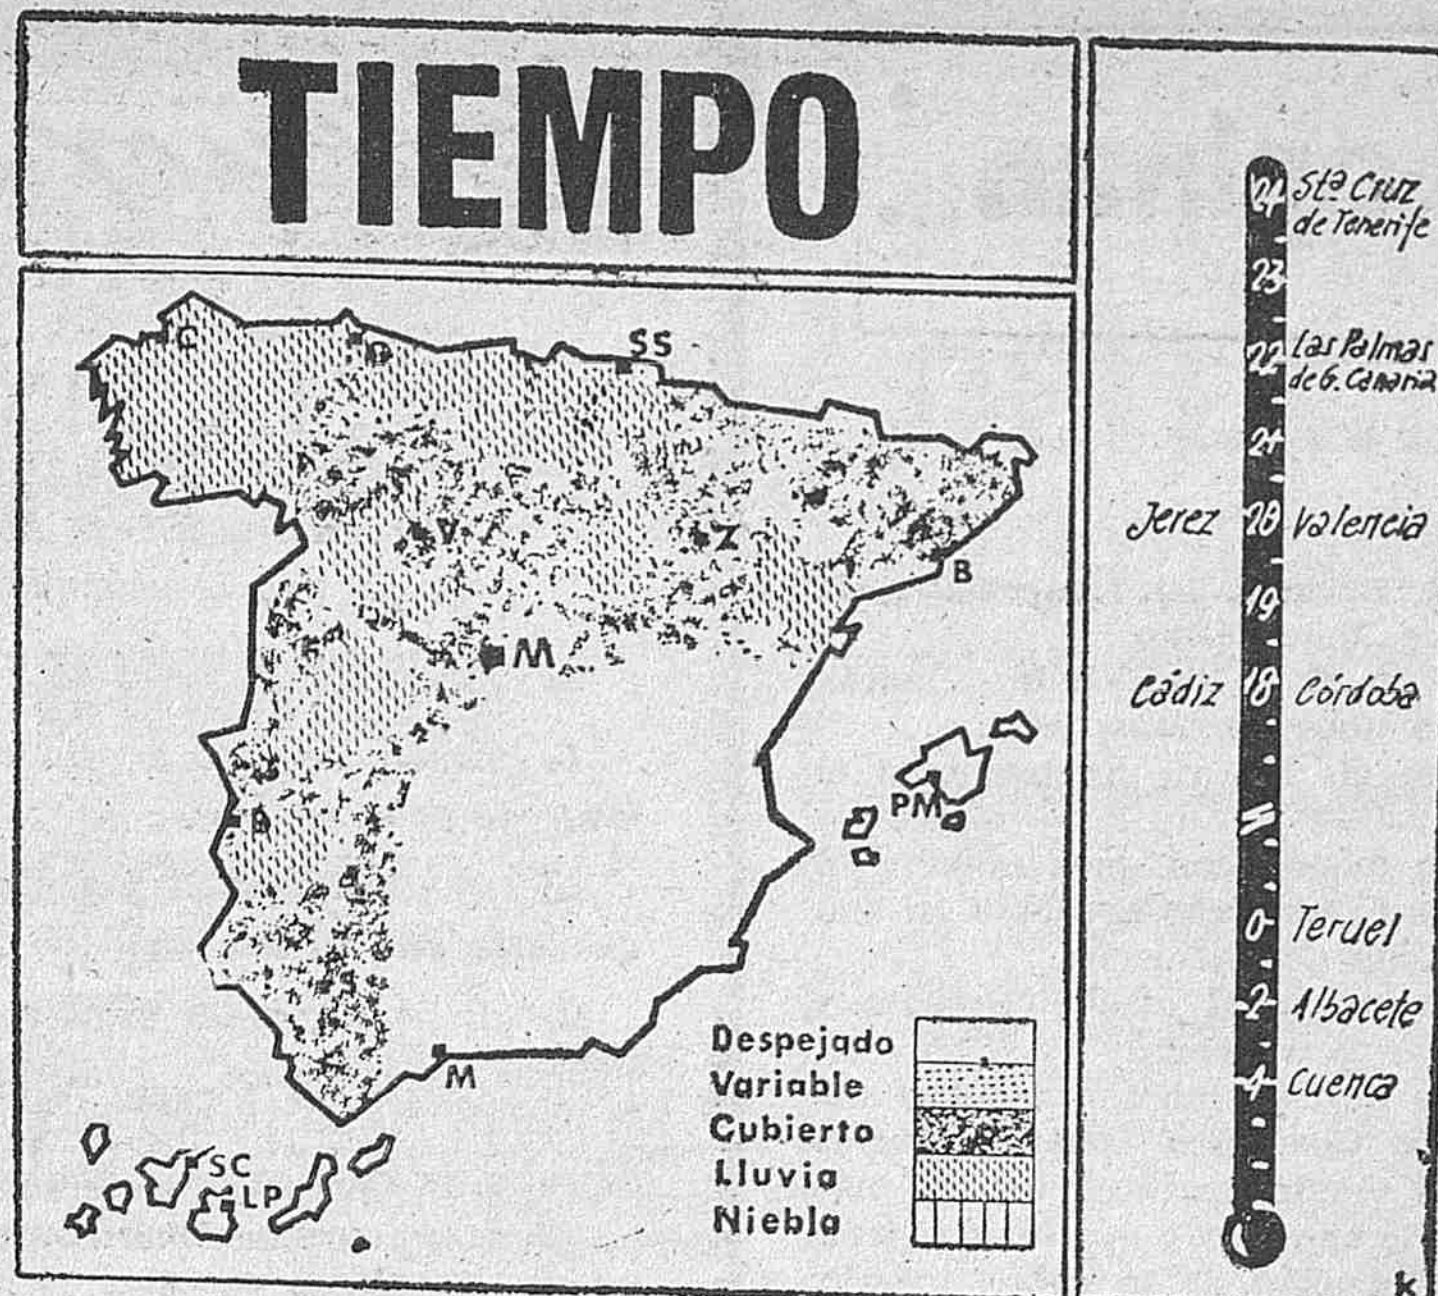 TIEMPO
C
SS
V
Z
B
M
PM
B
M
SC
LP
Despejado
Variable
Cubierto
Lluvia
Niebla
24 Stª Cruz
de Tenerife
23
22 Las Palmas
de G. Canaria
21
Jerez 20 Valencia
19
Cádiz 18 Córdoba
0 Teruel
-2 Albacete
Cuenca
K